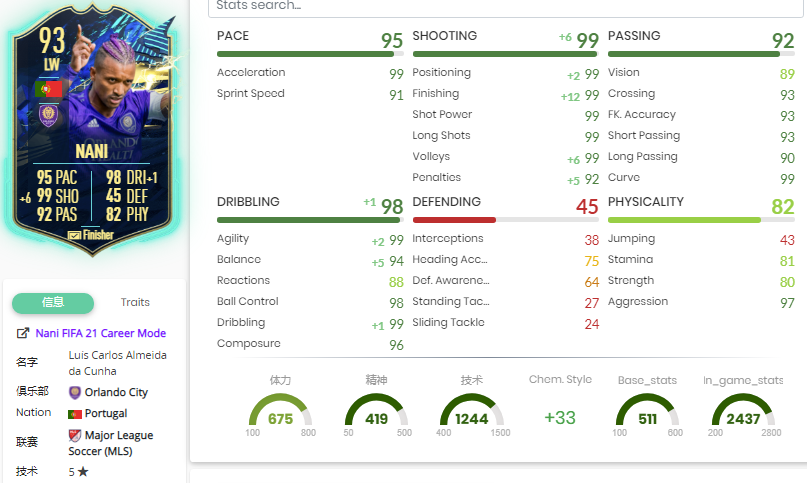 Stats search...
93
LW
NANI
95 PAC 98 DRI+1
+6 99 SHO 45 DEF
92 PAS 82 PHY
Finisher
信息 Traits
Nani FIFA 21 Career Mode
名字 Luis Carlos Almeida da Cunha
俱乐部 Orlando City
Nation Portugal
联赛 Major League Soccer (MLS)
技术 5 ★
PACE 95
Acceleration 99
Sprint Speed 91
SHOOTING +6 99
Positioning +2 99
Finishing +12 99
Shot Power 99
Long Shots 99
Volleys +6 99
Penalties +5 92
PASSING 92
Vision 89
Crossing 93
FK. Accuracy 93
Short Passing 93
Long Passing 90
Curve 99
DRIBBLING +1 98
Agility +2 99
Balance +5 94
Reactions 88
Ball Control 98
Dribbling +1 99
Composure 96
DEFENDING 45
Interceptions 38
Heading Acc... 75
Def. Awarene... 64
Standing Tac... 27
Sliding Tackle 24
PHYSICALITY 82
Jumping 43
Stamina 81
Strength 80
Aggression 97
体力 精神 技术 Chem. Style Base_stats In_game_stats
675 419 1244 +33 511 2437
100 800 50 500 400 1500 100 600 200 2800